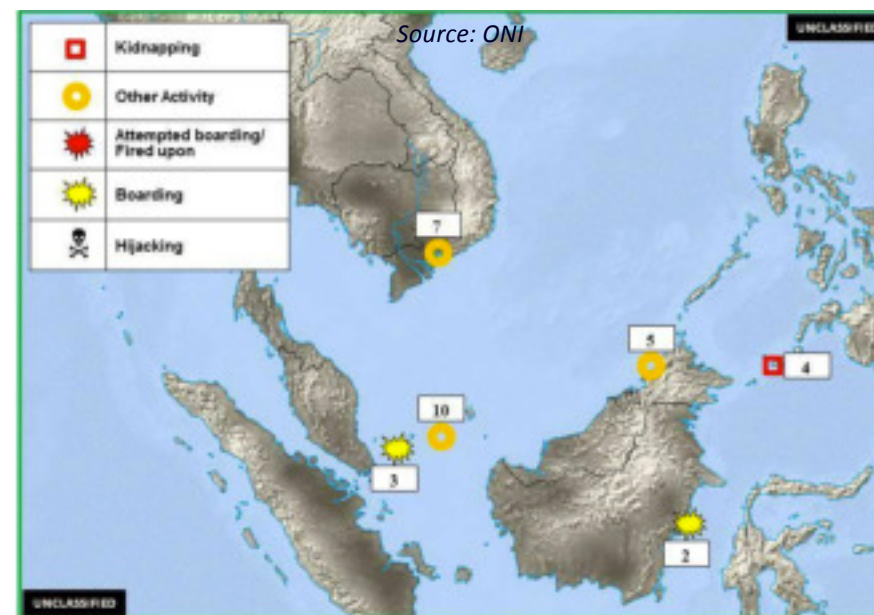 Source: ONI
UNCLASSIFIED
Kidnapping
Other Activity
Attempted boarding/
Fired upon
Boarding
Hijacking
7
5
4
10
3
2
UNCLASSIFIED